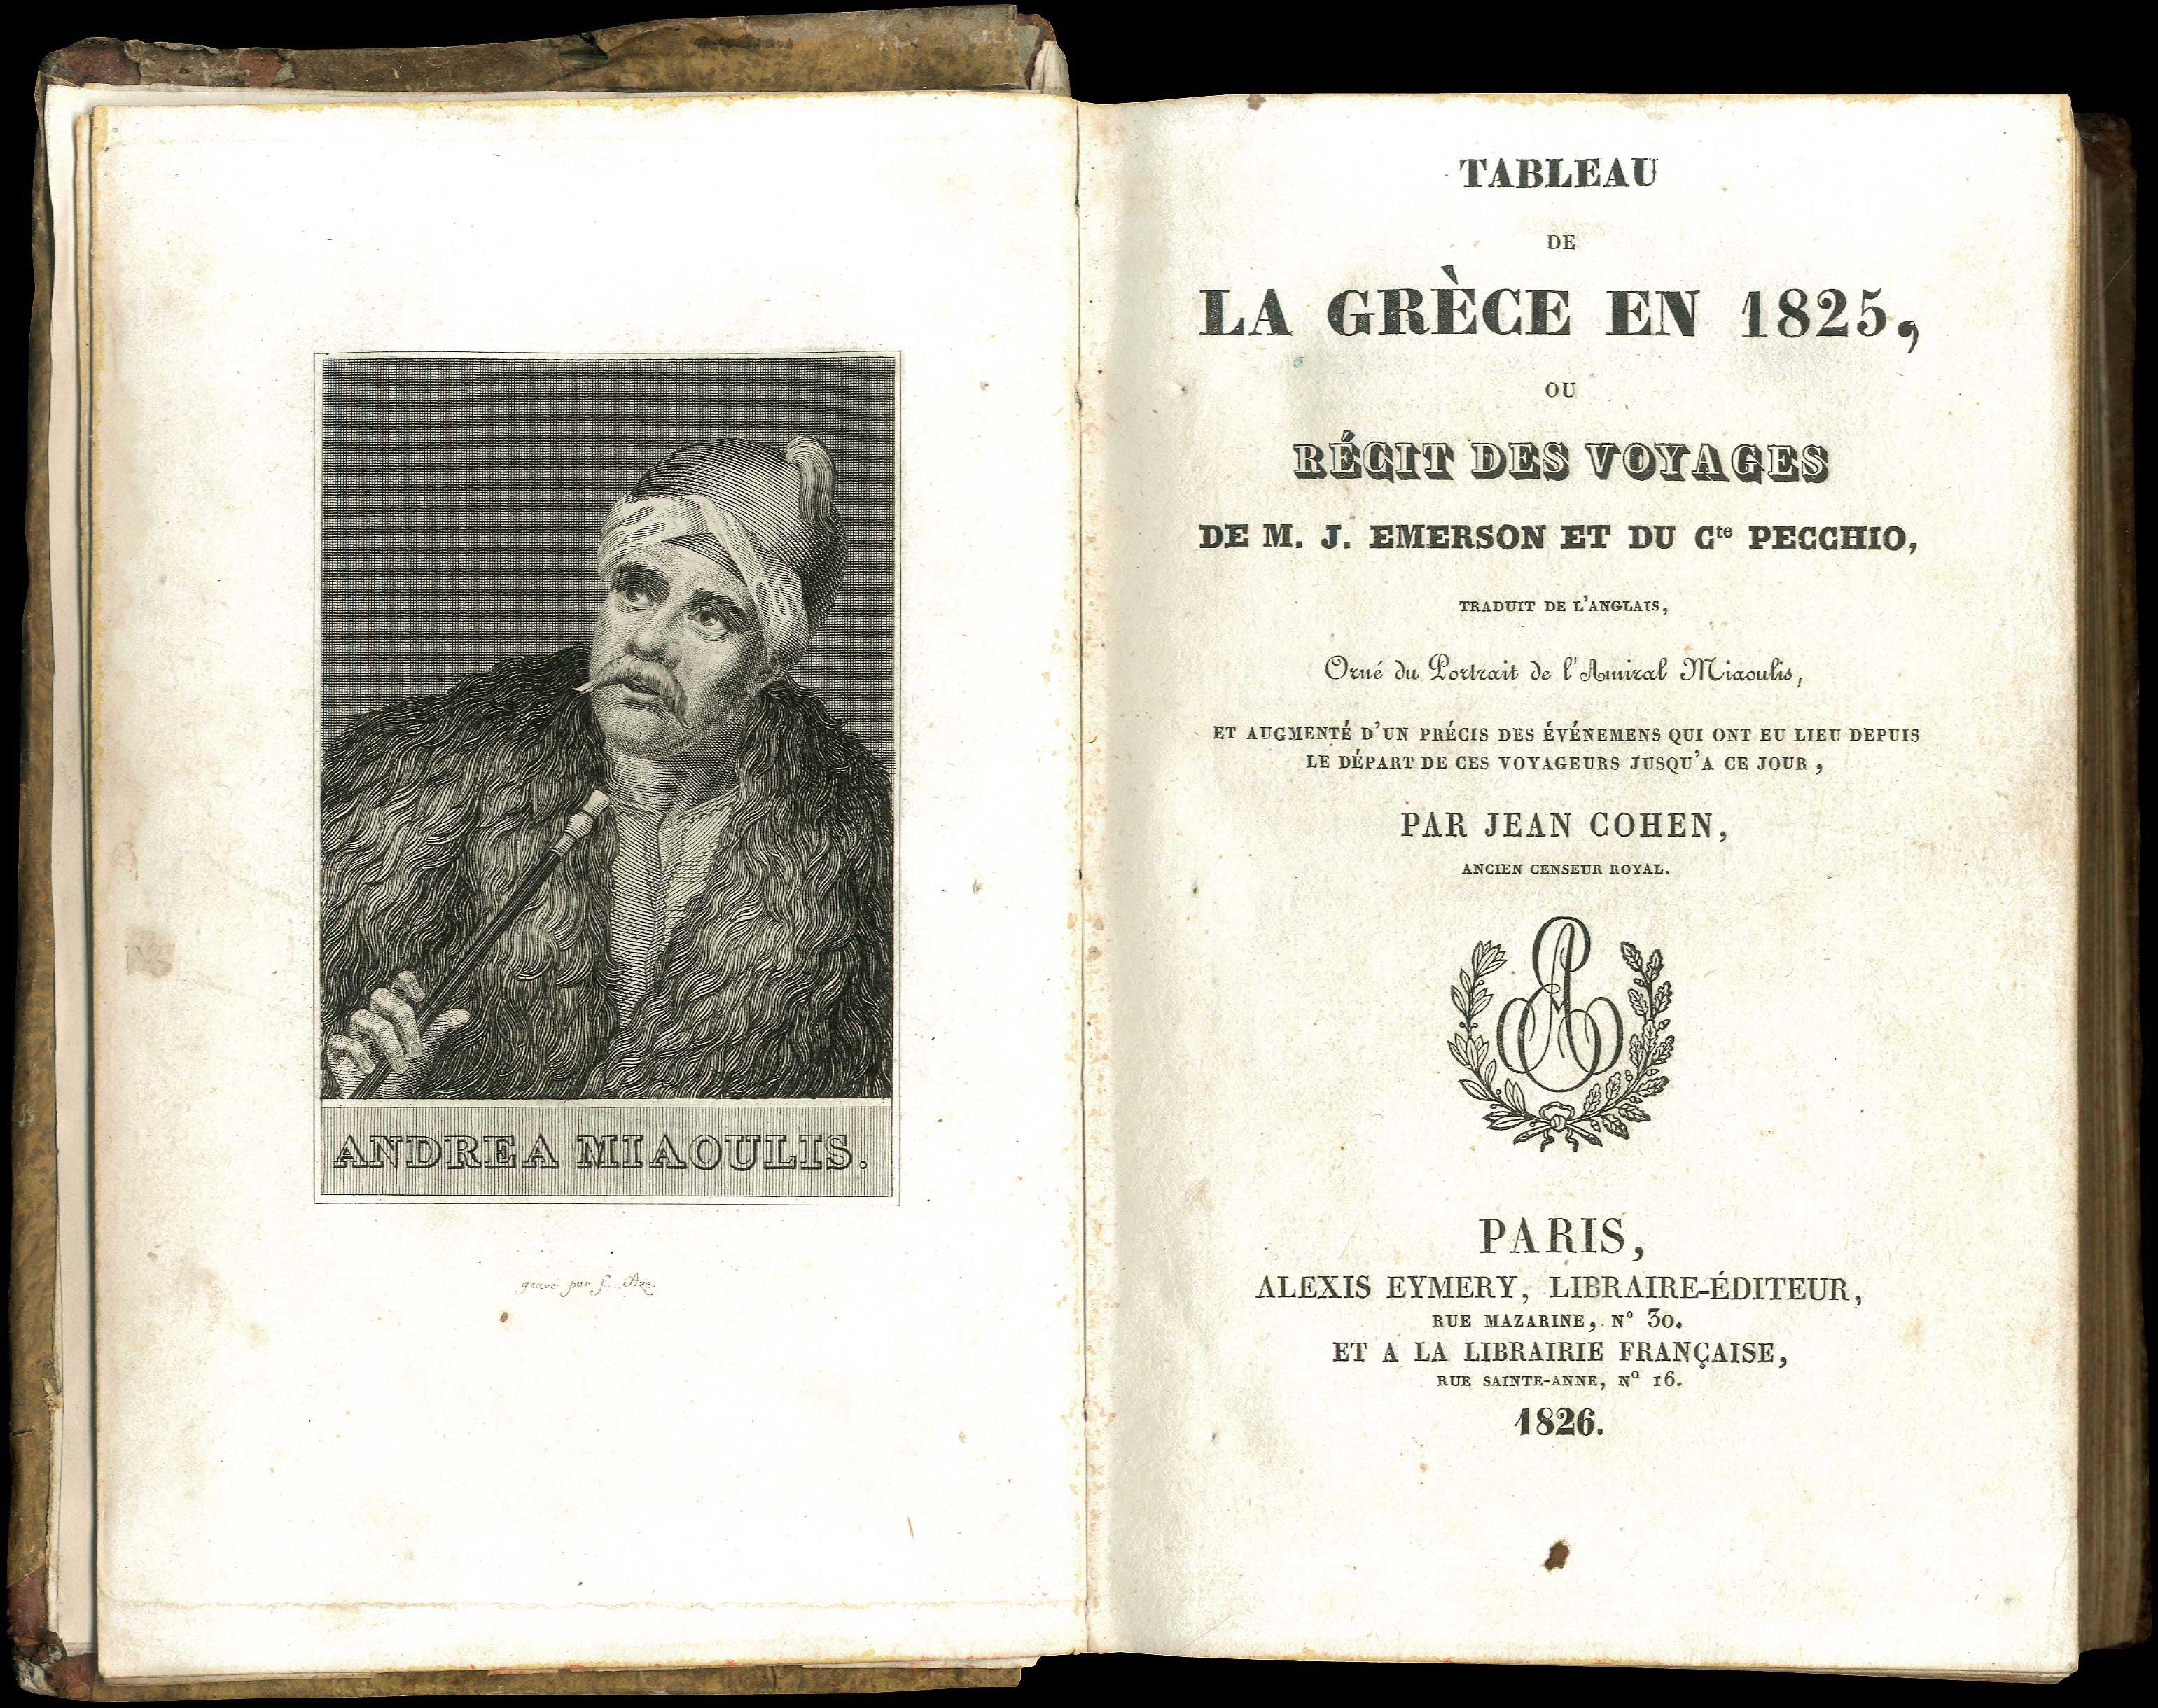 ANDREA MIAOULIS.
gravé par
TABLEAU
DE
LA GRÈCE EN 1825,
OU
RÉCIT DES VOYAGES
DE M. J. EMERSON ET DU Cte PECCHIO,
TRADUIT DE L'ANGLAIS,
Orné du Portrait de l'Amiral Miaoulis,
ET AUGMENTÉ D'UN PRÉCIS DES ÉVÉNEMENS QUI ONT EU LIEU DEPUIS
LE DÉPART DE CES VOYAGEURS JUSQU'A CE JOUR,
PAR JEAN COHEN,
ANCIEN CENSEUR ROYAL.
PARIS,
ALEXIS EYMERY, LIBRAIRE-ÉDITEUR,
RUE MAZARINE, N° 30.
ET A LA LIBRAIRIE FRANÇAISE,
RUE SAINTE-ANNE, N° 16.
1826.